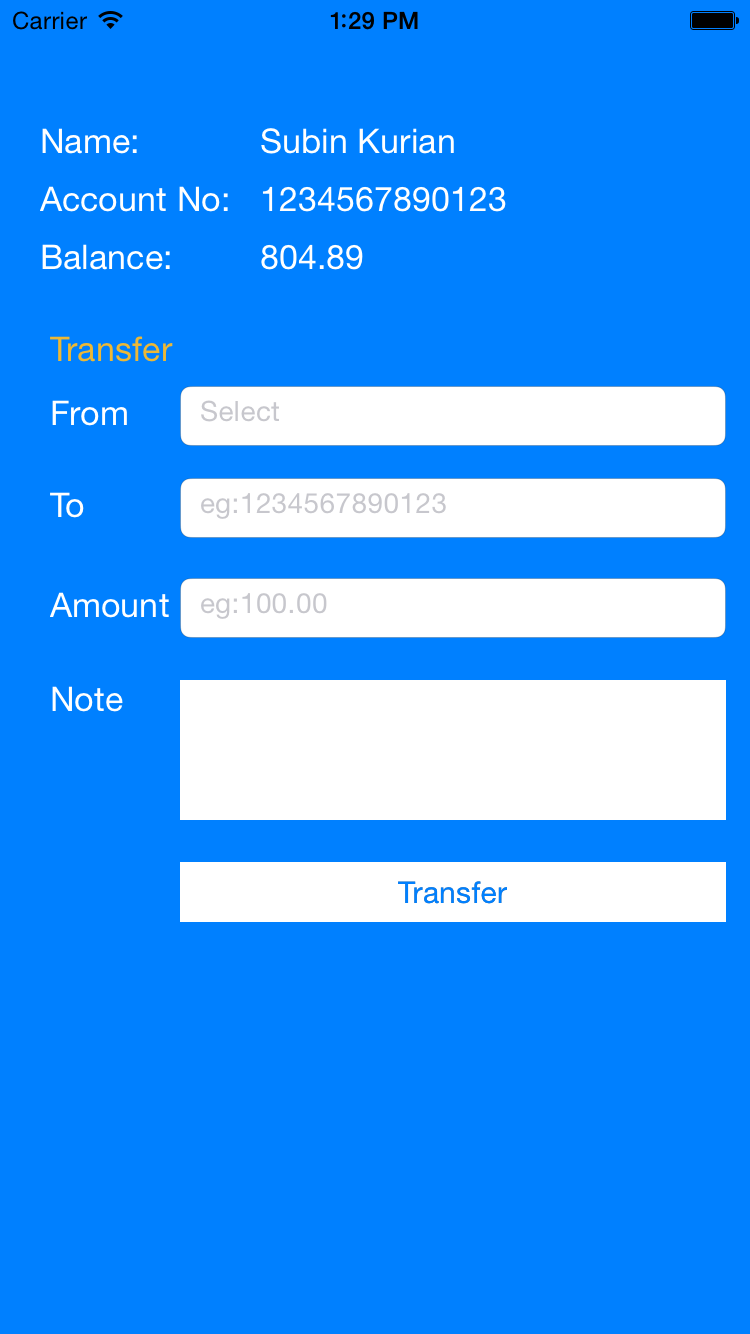 Carrier 1:29 PM
Name: Subin Kurian
Account No: 1234567890123
Balance: 804.89
Transfer
From Select
To eg:1234567890123
Amount eg:100.00
Note
Transfer